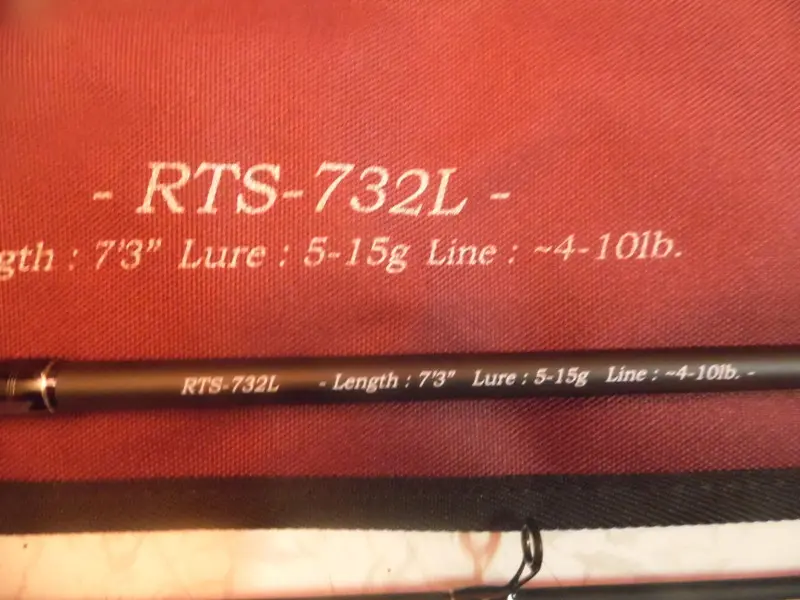 - RTS-732L -
gth : 7'3" Lure : 5-15g Line : ~4-10lb.
RTS-732L - Length : 7'3" Lure : 5-15g Line : ~4-10lb. -